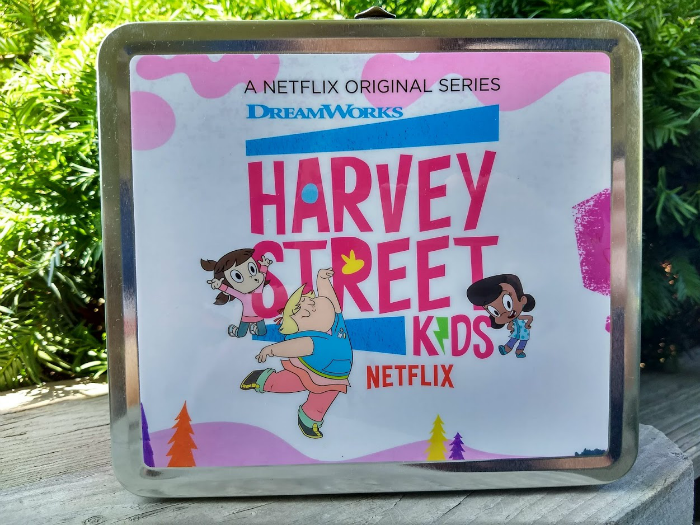 A NETFLIX ORIGINAL SERIES
DREAMWORKS
HARVEY
STREET
KIDS
NETFLIX